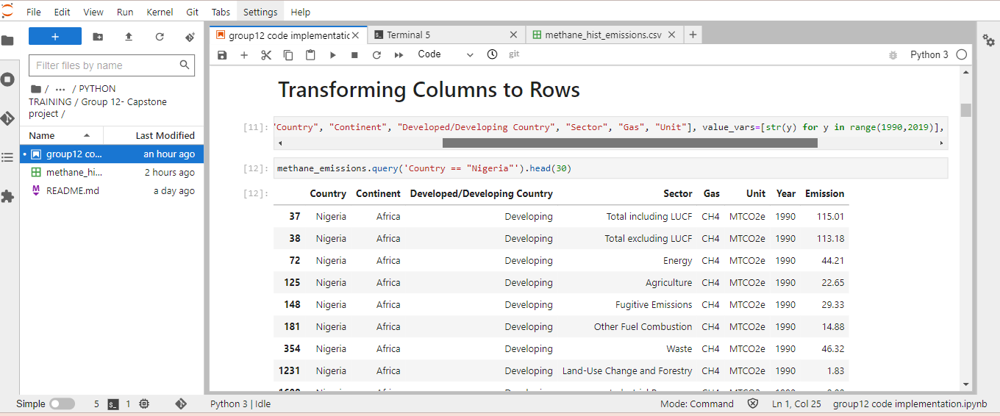 File Edit View Run Kernel Git Tabs Settings Help
+
Filter files by name
/ ... / PYTHON
TRAINING / Group 12- Capstone
project /
Name Last Modified
group12 co... an hour ago
methane_hi... 2 hours ago
README.md a day ago
group12 code implementatic Terminal 5 methane_hist_emissions.csv
Code git Python 3
Transforming Columns to Rows
[11]: "Country", "Continent", "Developed/Developing Country", "Sector", "Gas", "Unit"], value_vars=[str(y) for y in range(1990,2019)],
[12]: methane_emissions.query('Country == "Nigeria"').head(30)
[12]: Country Continent Developed/Developing Country Sector Gas Unit Year Emission
37 Nigeria Africa Developing Total including LUCF CH4 MTCO2e 1990 115.01
38 Nigeria Africa Developing Total excluding LUCF CH4 MTCO2e 1990 113.18
72 Nigeria Africa Developing Energy CH4 MTCO2e 1990 44.21
125 Nigeria Africa Developing Agriculture CH4 MTCO2e 1990 22.65
148 Nigeria Africa Developing Fugitive Emissions CH4 MTCO2e 1990 29.33
181 Nigeria Africa Developing Other Fuel Combustion CH4 MTCO2e 1990 14.88
354 Nigeria Africa Developing Waste CH4 MTCO2e 1990 46.32
1231 Nigeria Africa Developing Land-Use Change and Forestry CH4 MTCO2e 1990 1.83
Simple 5 1 Python 3 | Idle Mode: Command Ln 1, Col 25 group12 code implementation.ipynb